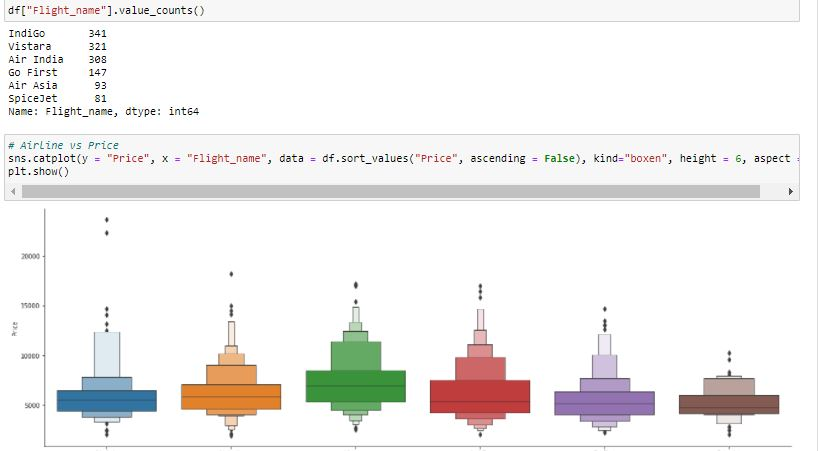 df["Flight_name"].value_counts()
IndiGo 341
Vistara 321
Air India 308
Go First 147
Air Asia 93
SpiceJet 81
Name: Flight_name, dtype: int64
# Airline vs Price
sns.catplot(y = "Price", x = "Flight_name", data = df.sort_values("Price", ascending = False), kind="boxen", height = 6, aspect =
plt.show()
20000
15000
Price
10000
5000